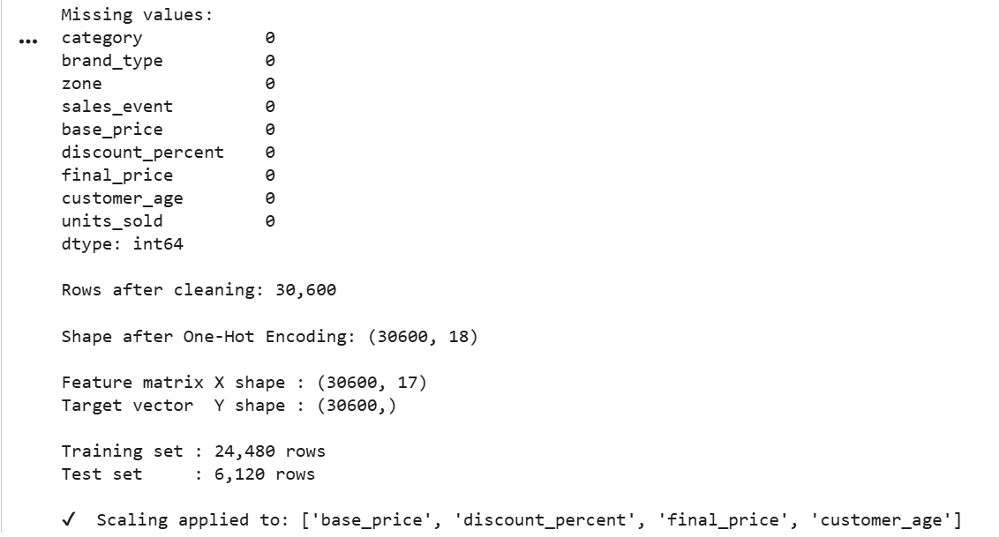 Missing values:
category 0
brand_type 0
zone 0
sales_event 0
base_price 0
discount_percent 0
final_price 0
customer_age 0
units_sold 0
dtype: int64
Rows after cleaning: 30,600
Shape after One-Hot Encoding: (30600, 18)
Feature matrix X shape : (30600, 17)
Target vector  Y shape : (30600,)
Training set : 24,480 rows
Test set     : 6,120 rows
✓  Scaling applied to: ['base_price', 'discount_percent', 'final_price', 'customer_age']